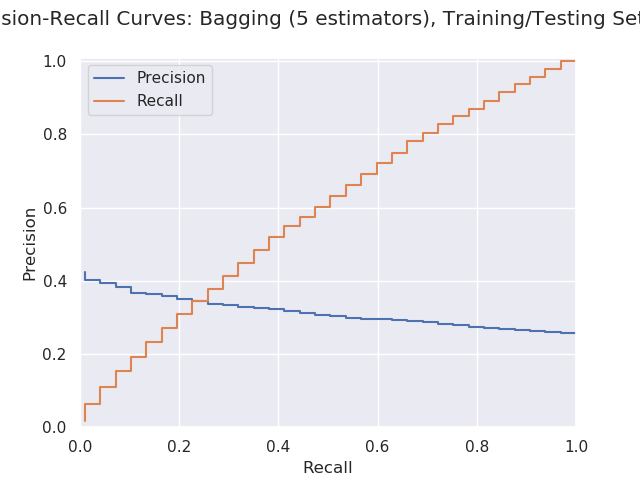 sion-Recall Curves: Bagging (5 estimators), Training/Testing Set
Precision
Recall
1.0
0.8
0.6
0.4
0.2
0.0
Precision
0.0 0.2 0.4 0.6 0.8 1.0
Recall